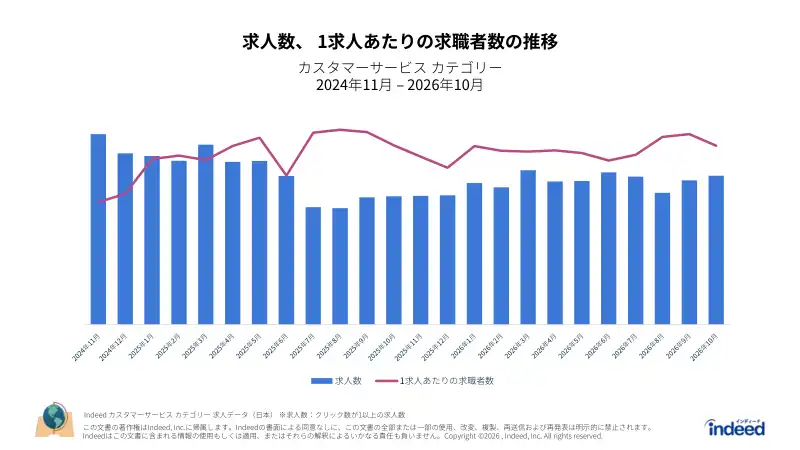 求人数、 1求人あたりの求職者数の推移
カスタマーサービス カテゴリー
2024年11月 – 2026年10月
2024年11月
2024年12月
2025年1月
2025年2月
2025年3月
2025年4月
2025年5月
2025年6月
2025年7月
2025年8月
2025年9月
2025年10月
2025年11月
2025年12月
2026年1月
2026年2月
2026年3月
2026年4月
2026年5月
2026年6月
2026年7月
2026年8月
2026年9月
2026年10月
求人数 1求人あたりの求職者数
Indeed カスタマーサービス カテゴリー 求人データ（日本） ※求人数：クリック数が1以上の求人数
この文書の著作権はIndeed, Inc.に帰属します。Indeedの書面による同意なしに、この文書の全部または一部の使用、改変、複製、再送信および再発表は明示的に禁止されます。
Indeedはこの文書に含まれる情報の使用もしくは適用、またはそれらの解釈によるいかなる責任も負いません。Copyright ©2026 , Indeed, Inc. All rights reserved.
インディード
indeed